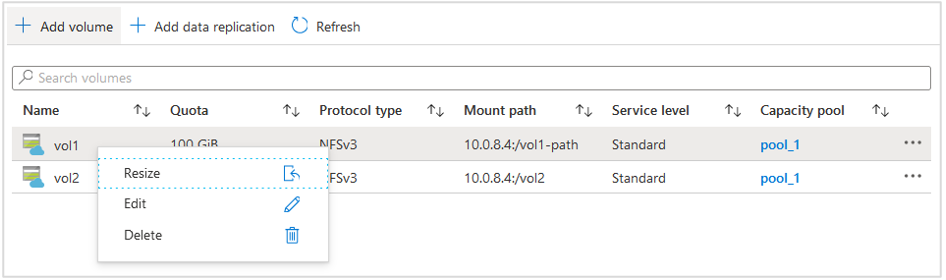 Add volume Add data replication Refresh
Search volumes
Name Quota Protocol type Mount path Service level Capacity pool
vol1 100 GiB NFSv3 10.0.8.4:/vol1-path Standard pool_1
vol2 FSv3 10.0.8.4:/vol2 Standard pool_1
Resize
Edit
Delete